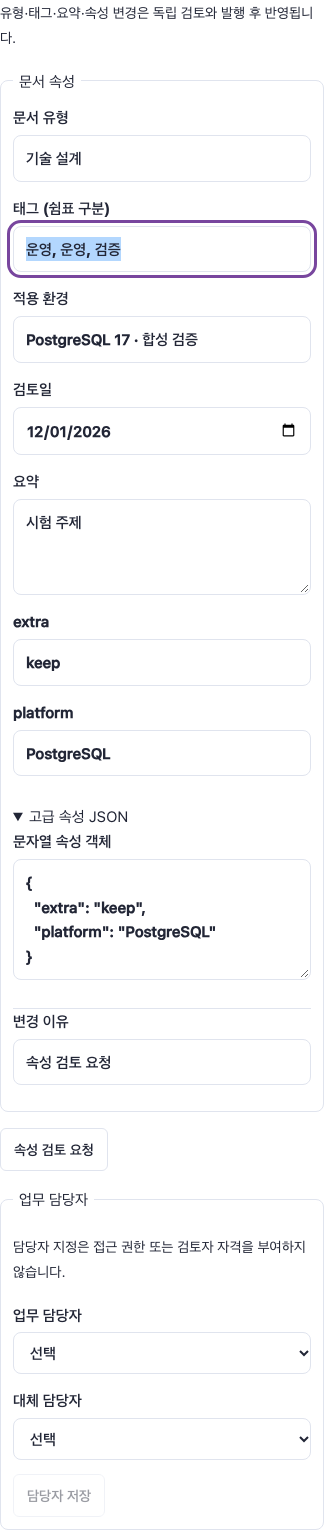 유형·태그·요약·속성 변경은 독립 검토와 발행 후 반영됩니
다.
문서 속성
문서 유형
기술 설계
태그 (쉼표 구분)
운영, 운영, 검증
적용 환경
PostgreSQL 17 · 합성 검증
검토일
12/01/2026
요약
시험 주제
extra
keep
platform
PostgreSQL
▼ 고급 속성 JSON
문자열 속성 객체
{
  "extra": "keep",
  "platform": "PostgreSQL"
}
변경 이유
속성 검토 요청
속성 검토 요청
업무 담당자
담당자 지정은 접근 권한 또는 검토자 자격을 부여하지
않습니다.
업무 담당자
선택
대체 담당자
선택
담당자 저장